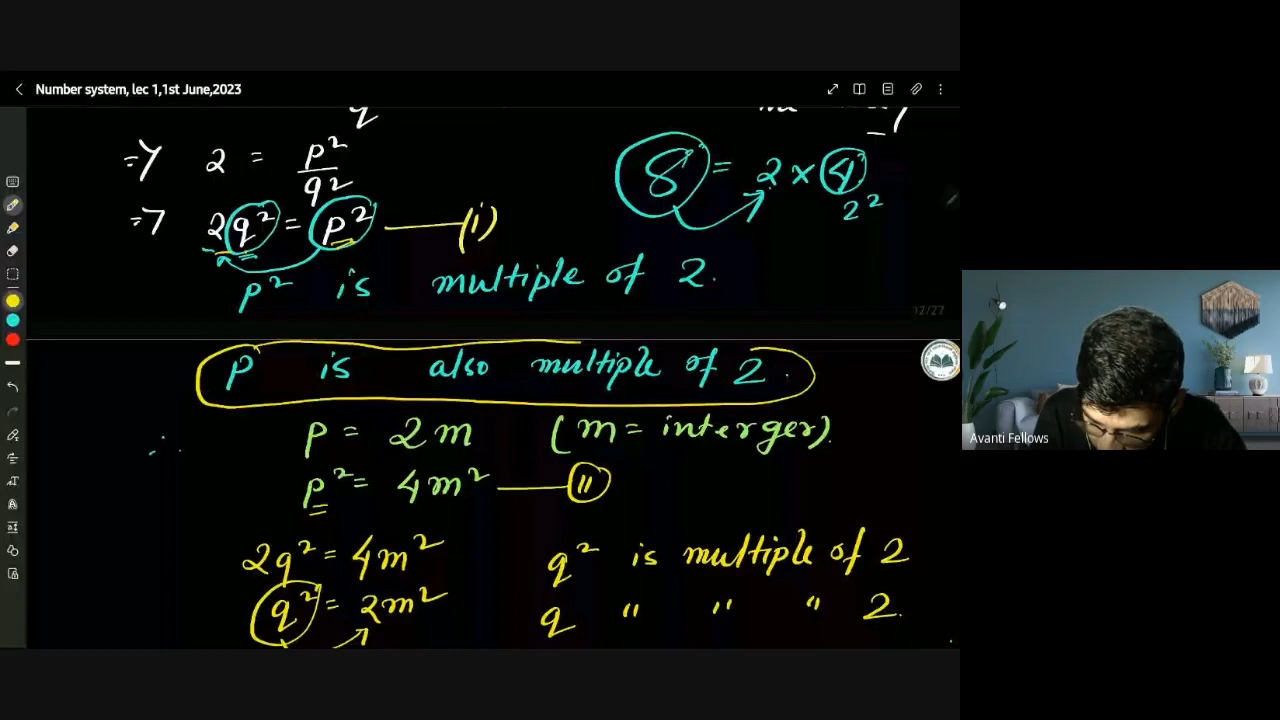 Number system, lec 1,1st June,2023
q
=> 2 = p²/q²
8 = 2 × 4
2²
=> 2q² = p² —— (i)
p² is multiple of 2.
12/27
p is also multiple of 2.
p = 2m (m = interger).
p² = 4m² —— (ii)
2q² = 4m² q² is multiple of 2
q² = 2m² q " " " 2.
Avanti Fellows